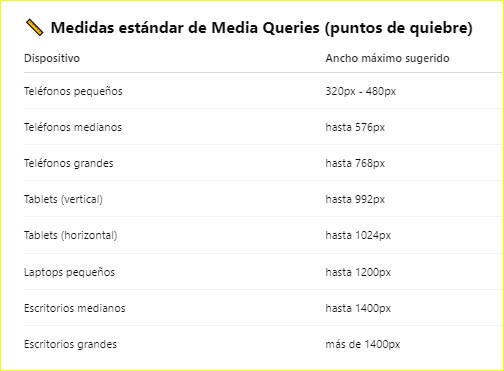 📏 Medidas estándar de Media Queries (puntos de quiebre)
Dispositivo Ancho máximo sugerido
Teléfonos pequeños 320px - 480px
Teléfonos medianos hasta 576px
Teléfonos grandes hasta 768px
Tablets (vertical) hasta 992px
Tablets (horizontal) hasta 1024px
Laptops pequeños hasta 1200px
Escritorios medianos hasta 1400px
Escritorios grandes más de 1400px